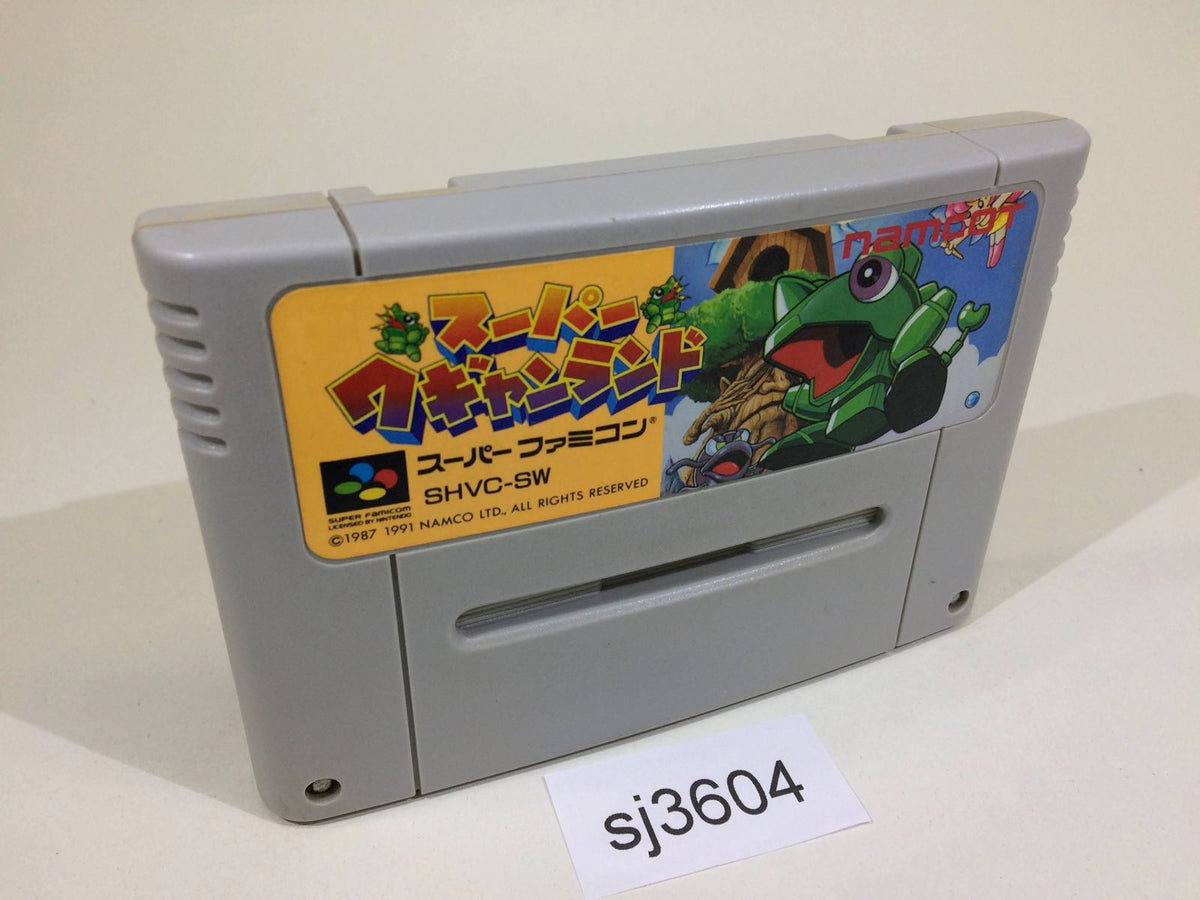 namcoT
スーパー
ワギャンランド
スーパーファミコン®
SHVC-SW
SUPER FAMICOM
LICENSED BY NINTENDO
©1987 1991 NAMCO LTD., ALL RIGHTS RESERVED
sj3604